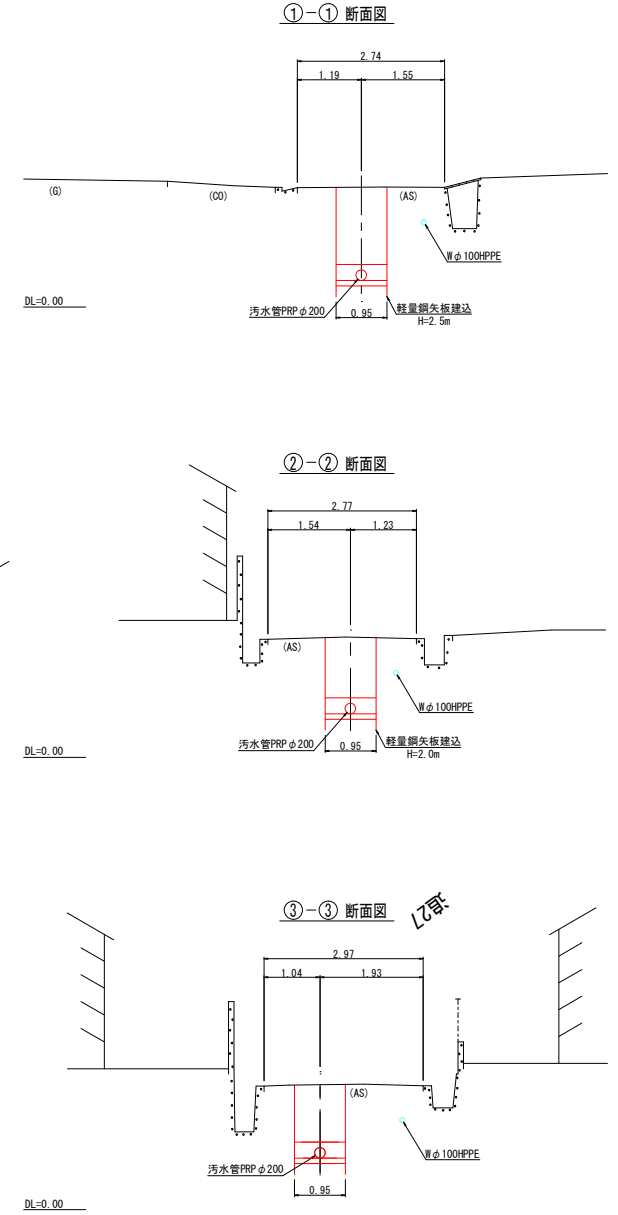 ①-① 断面図
2.74
1.19 1.55
(G) (CO) (AS)
Wφ100HPPE
DL=0.00
汚水管PRPφ200
0.95
軽量鋼矢板建込
H=2.5m
②-② 断面図
2.77
1.54 1.23
(AS)
Wφ100HPPE
DL=0.00
汚水管PRPφ200
0.95
軽量鋼矢板建込
H=2.0m
③-③ 断面図
追27
2.97
1.04 1.93
(AS)
Wφ100HPPE
汚水管PRPφ200
0.95
DL=0.00